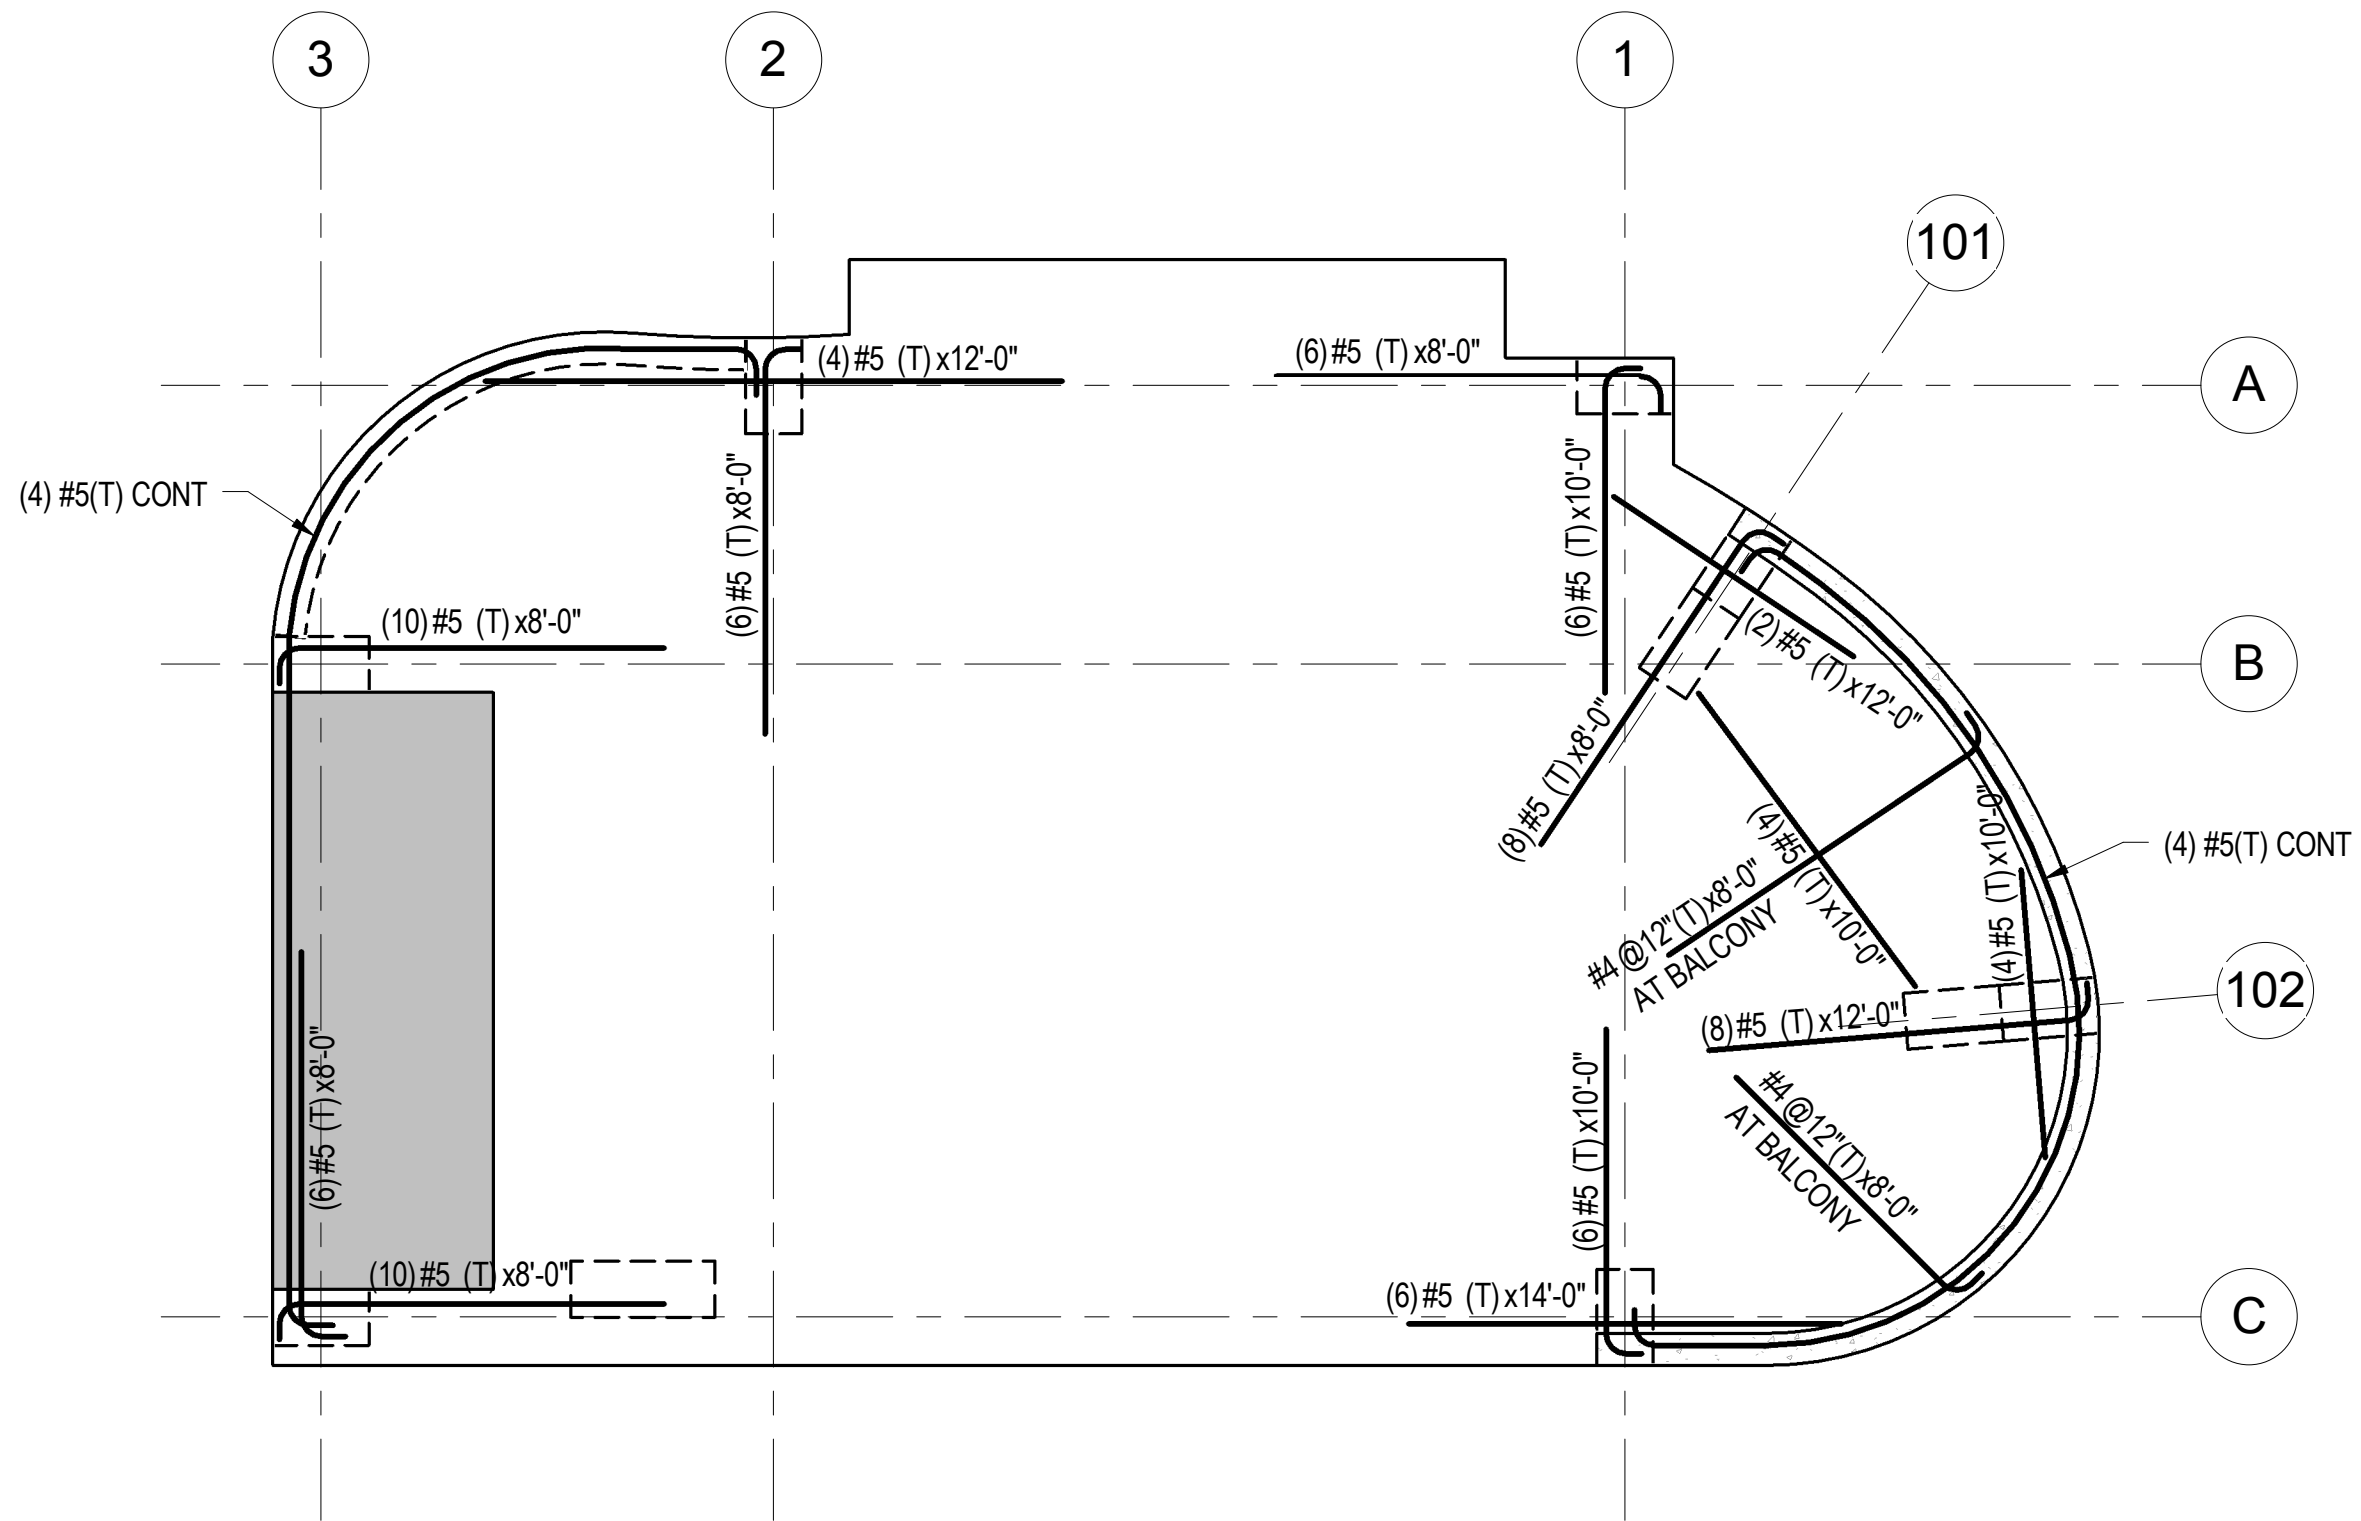 3
2
1
101
A
(4)#5 (T)x12'-0"
(6)#5 (T)x8'-0"
(4) #5(T) CONT
(6)#5 (T)x8'-0"
(6)#5 (T)x10'-0"
(10)#5 (T)x8'-0"
(2)#5 (T)x12'-0"
B
(8)#5 (T)x8'-0"
(4)#5 (T)x10'-0"
(4)#5 (T)x10'-0"
(4) #5(T) CONT
#4@12"(T)x8'-0"
AT BALCONY
102
(8)#5 (T)x12'-0"
(6)#5 (T)x8'-0"
(6)#5 (T)x10'-0"
#4@12"(T)x8'-0"
AT BALCONY
(10)#5 (T)x8'-0"
(6)#5 (T)x14'-0"
C